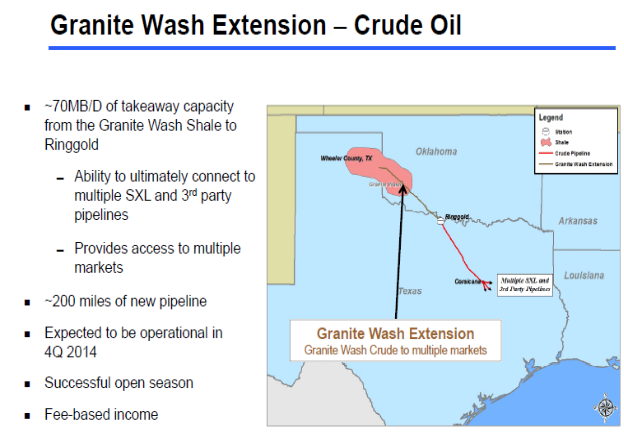 Granite Wash Extension – Crude Oil
▪ ~70MB/D of takeaway capacity
from the Granite Wash Shale to
Ringgold
– Ability to ultimately connect to
multiple SXL and 3rd party
pipelines
– Provides access to multiple
markets
▪ ~200 miles of new pipeline
▪ Expected to be operational in
4Q 2014
▪ Successful open season
▪ Fee-based income
Legend
Station
Shale
Crude Pipeline
Granite Wash Extension
Oklahoma
Wheeler County, TX
Granite Wash
Ringgold
Arkansas
Corsicana
Multiple SXL and
3rd Party Pipelines
Louisiana
Texas
Granite Wash Extension
Granite Wash Crude to multiple markets